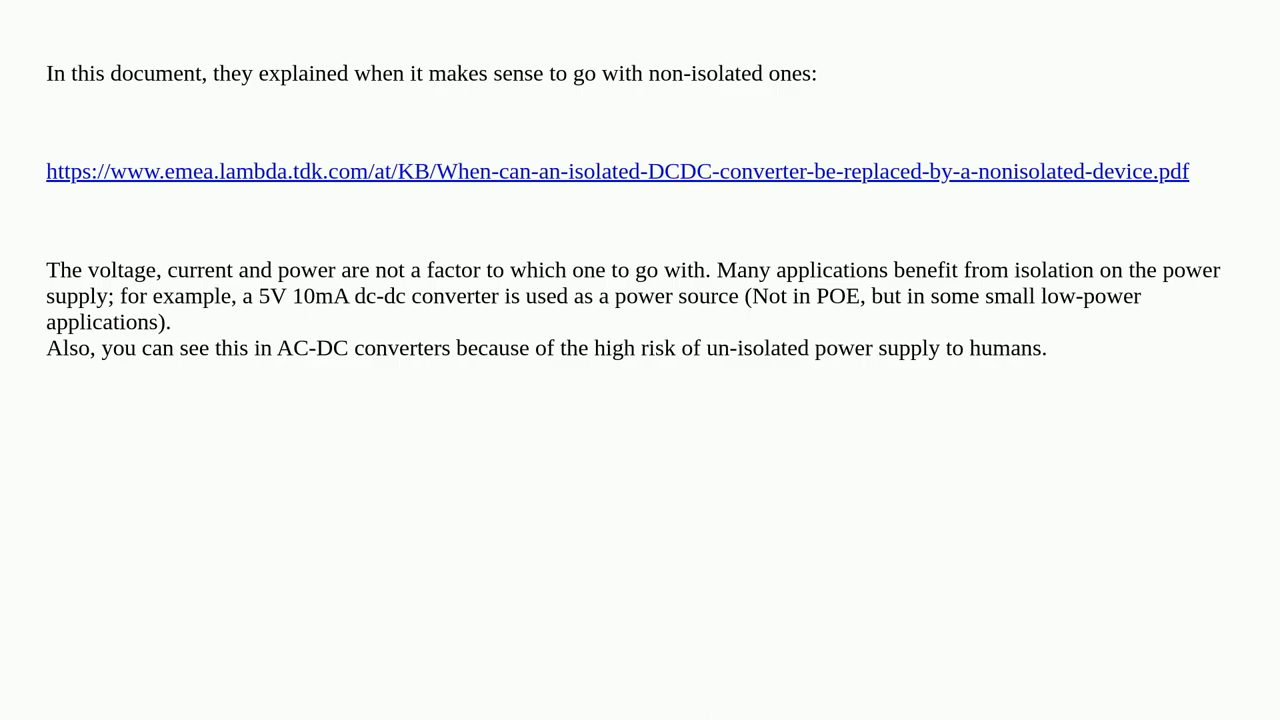 In this document, they explained when it makes sense to go with non-isolated ones:
https://www.emea.lambda.tdk.com/at/KB/When-can-an-isolated-DCDC-converter-be-replaced-by-a-nonisolated-device.pdf
The voltage, current and power are not a factor to which one to go with. Many applications benefit from isolation on the power
supply; for example, a 5V 10mA dc-dc converter is used as a power source (Not in POE, but in some small low-power
applications).
Also, you can see this in AC-DC converters because of the high risk of un-isolated power supply to humans.